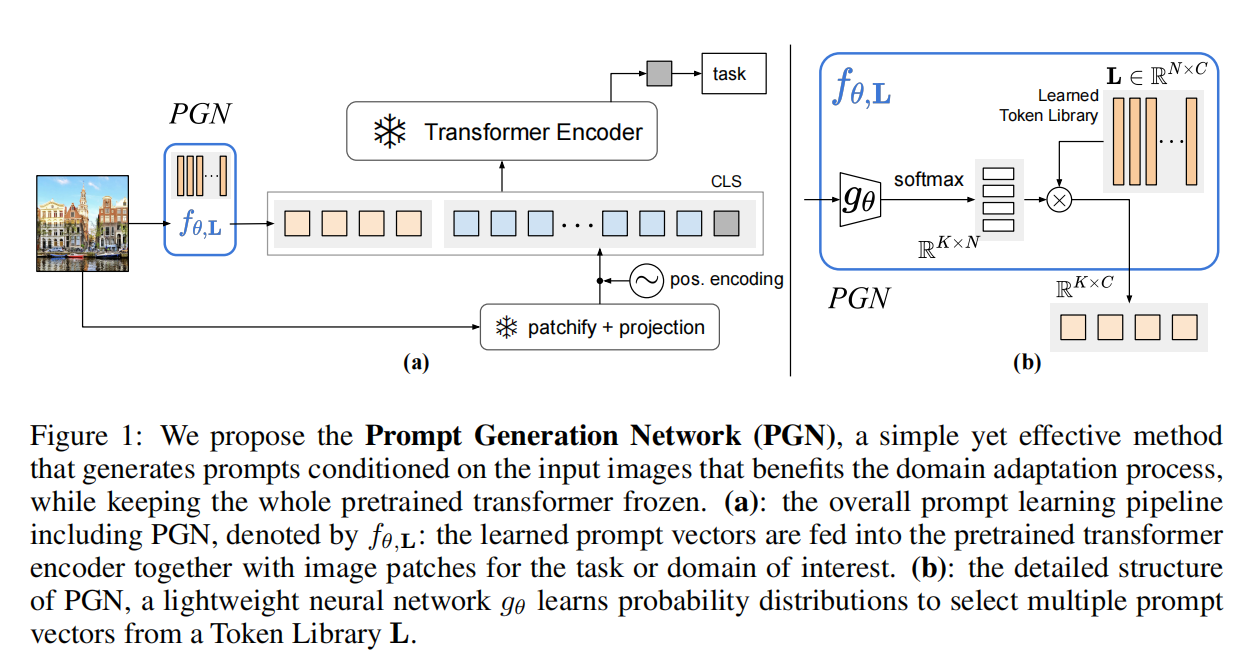 PGN
f_θ,L
Transformer Encoder
task
CLS
pos. encoding
patchify + projection
(a)
f_θ,L
L ∈ ℝ^{N×C}
Learned
Token Library
g_θ
softmax
ℝ^{K×N}
ℝ^{K×C}
PGN
(b)
Figure 1: We propose the Prompt Generation Network (PGN), a simple yet effective method
that generates prompts conditioned on the input images that benefits the domain adaptation process,
while keeping the whole pretrained transformer frozen. (a): the overall prompt learning pipeline
including PGN, denoted by f_θ,L: the learned prompt vectors are fed into the pretrained transformer
encoder together with image patches for the task or domain of interest. (b): the detailed structure
of PGN, a lightweight neural network g_θ learns probability distributions to select multiple prompt
vectors from a Token Library L.